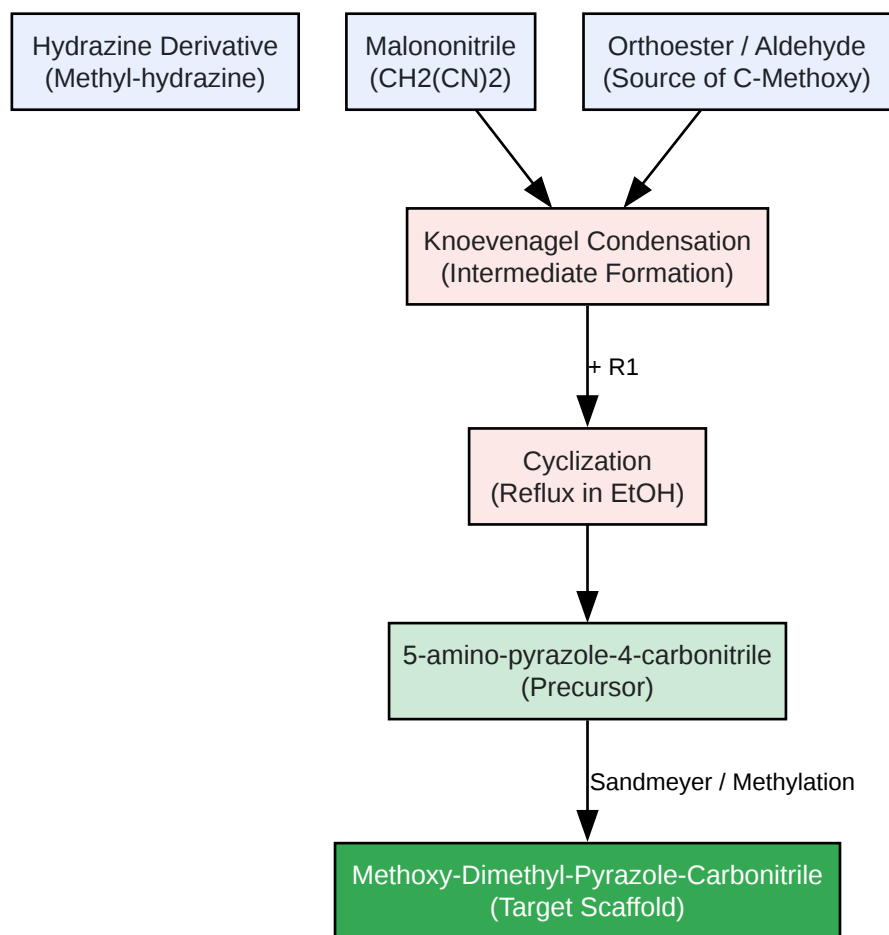 Hydrazine Derivative
(Methyl-hydrazine)
Malononitrile
(CH2(CN)2)
Orthoester / Aldehyde
(Source of C-Methoxy)
Knoevenagel Condensation
(Intermediate Formation)
+ R1
Cyclization
(Reflux in EtOH)
5-amino-pyrazole-4-carbonitrile
(Precursor)
Sandmeyer / Methylation
Methoxy-Dimethyl-Pyrazole-Carbonitrile
(Target Scaffold)